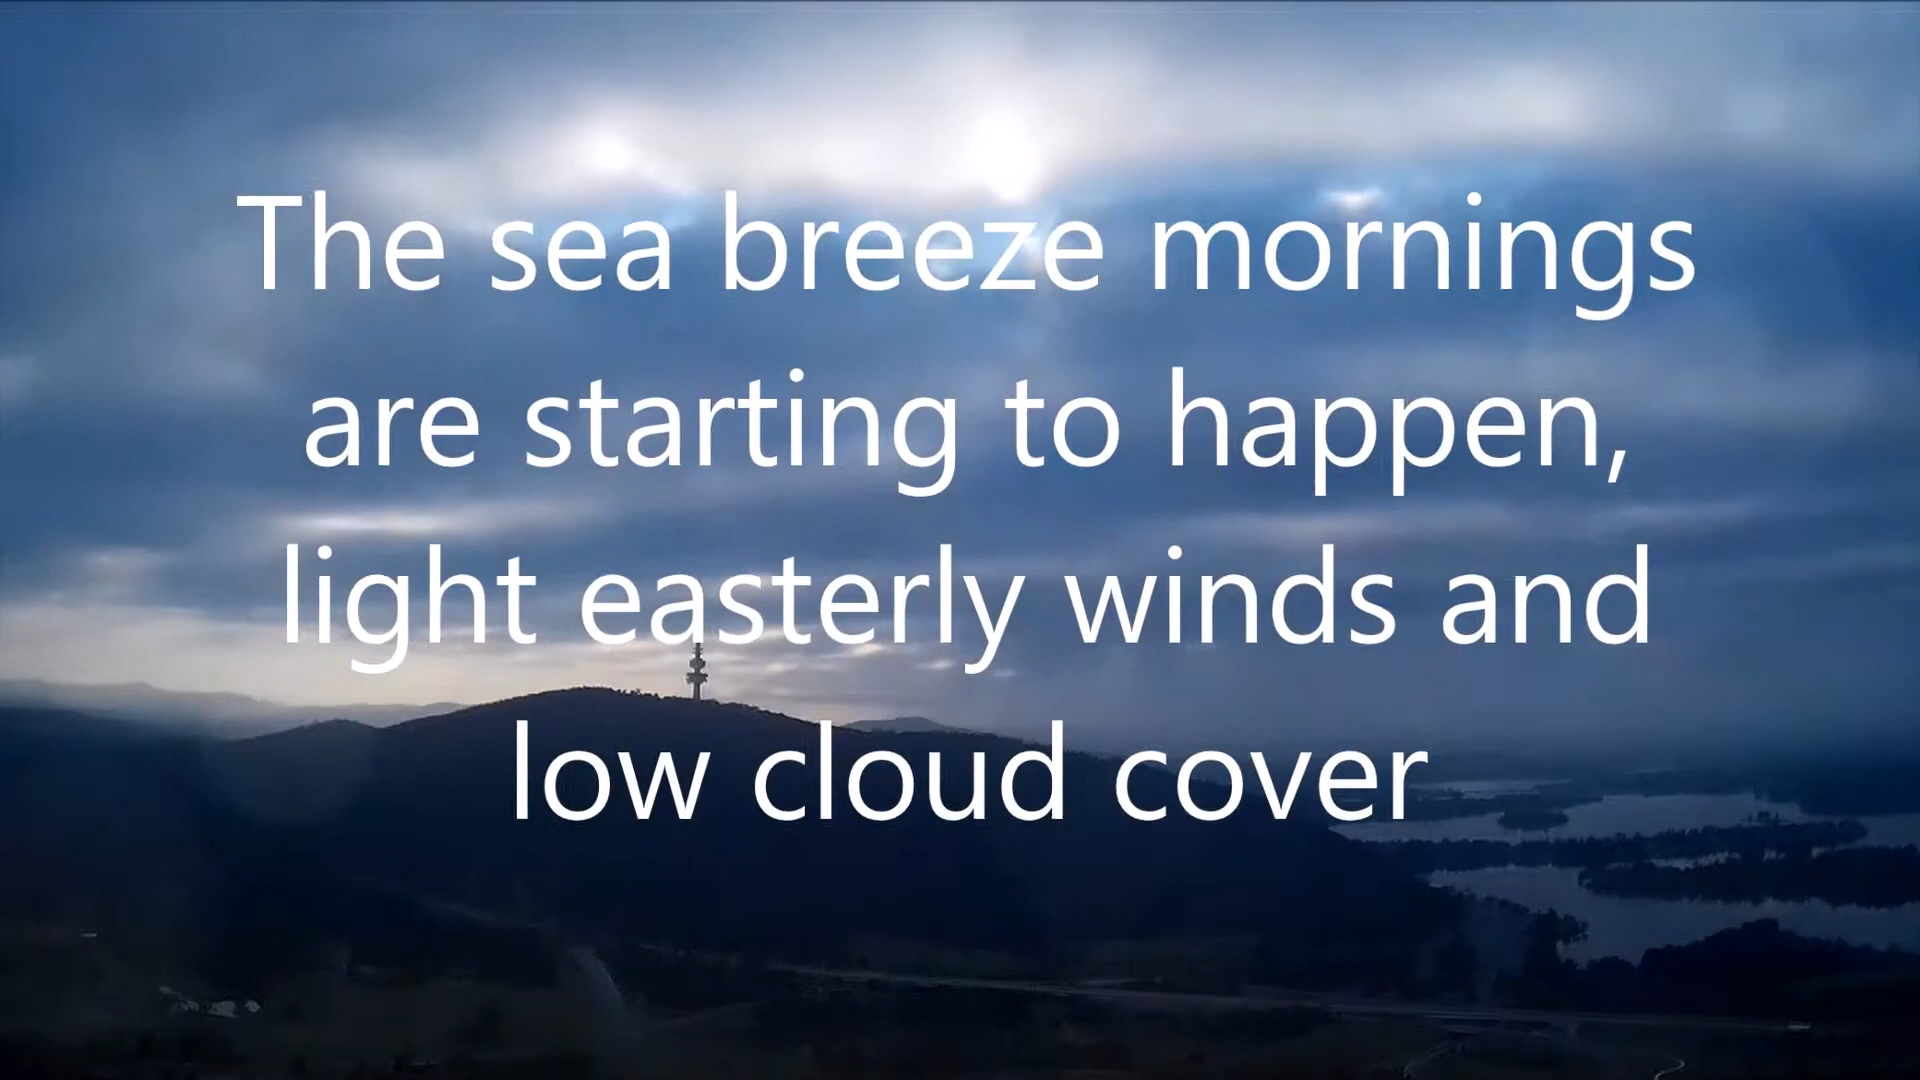 The sea breeze mornings
are starting to happen,
light easterly winds and
low cloud cover